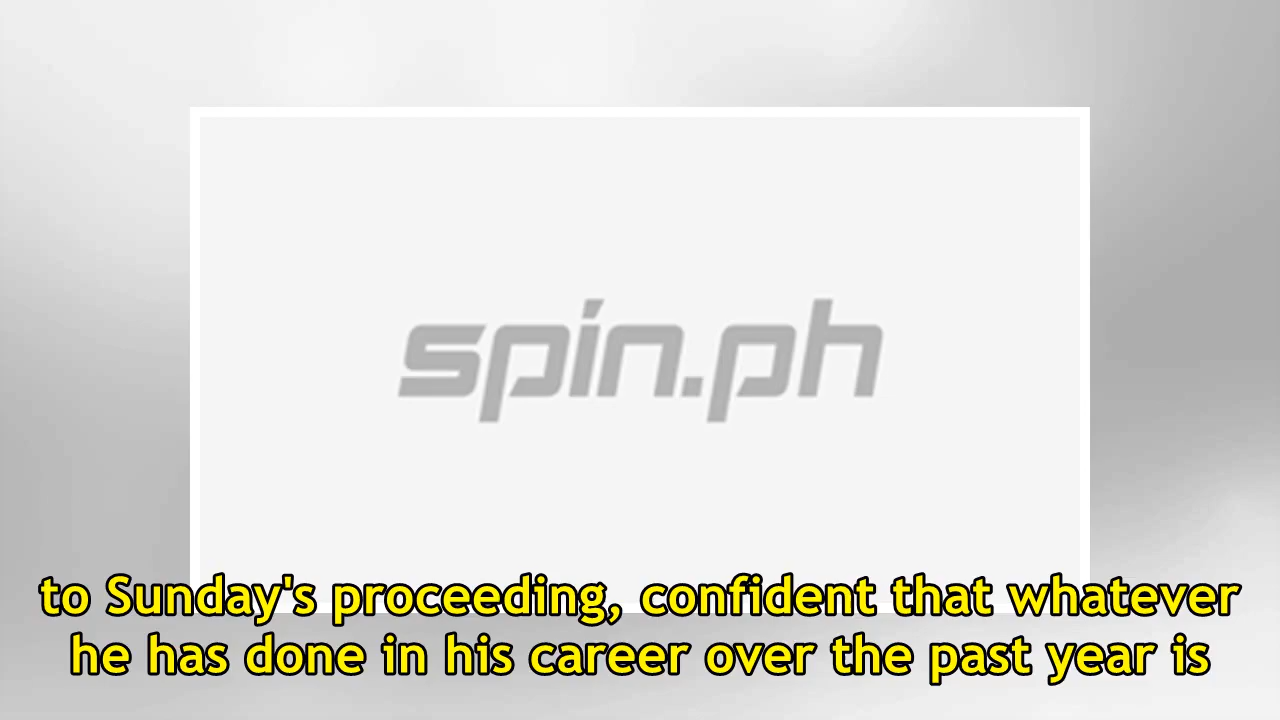 spin.ph
to Sunday's proceeding, confident that whatever
he has done in his career over the past year is